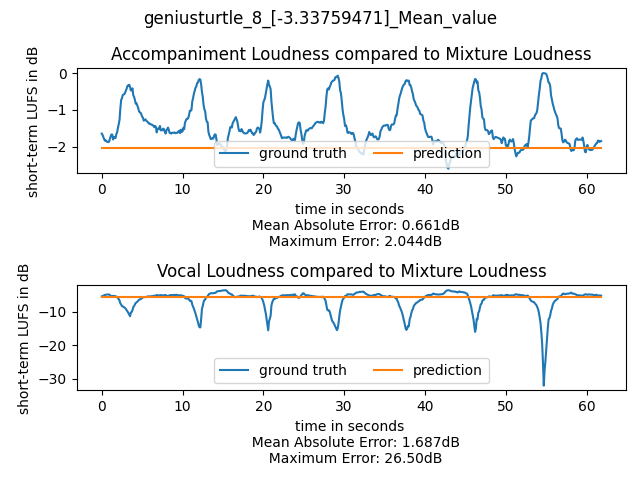 geniusturtle_8_[-3.33759471]_Mean_value
Accompaniment Loudness compared to Mixture Loudness
short-term LUFS in dB
0
−1
−2
ground truth
prediction
0 10 20 30 40 50 60
time in seconds
Mean Absolute Error: 0.661dB
Maximum Error: 2.044dB
Vocal Loudness compared to Mixture Loudness
short-term LUFS in dB
−10
−20
−30
ground truth
prediction
0 10 20 30 40 50 60
time in seconds
Mean Absolute Error: 1.687dB
Maximum Error: 26.50dB